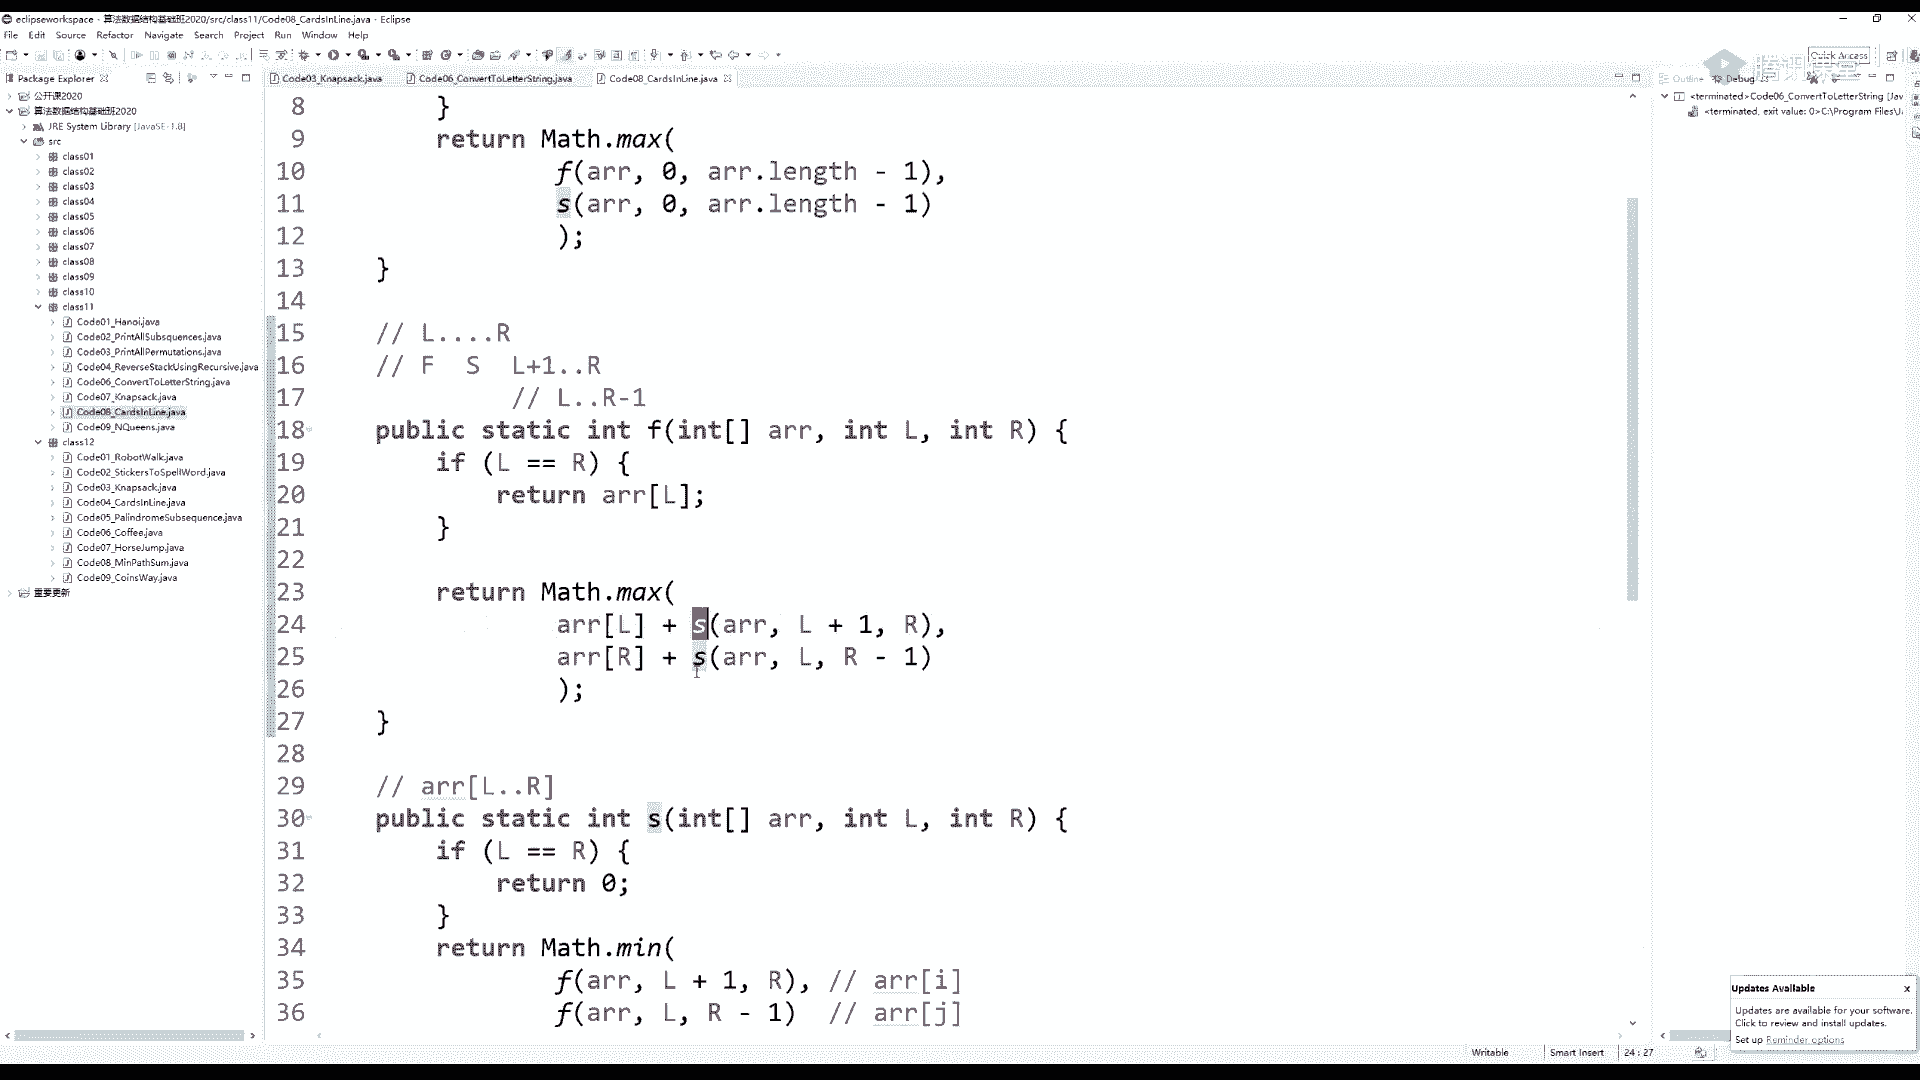 eclipseworkspace - 算法数据结构基础班2020/src/class11/Code08_CardsInLine.java - Eclipse
File Edit Source Refactor Navigate Search Project Run Window Help
Quick Access
腾讯课堂
Package Explorer
Code03_Knapsack.java
Code06_ConvertToLetterString.java
Code08_CardsInLine.java
Outline
Debug
公开课2020
算法数据结构基础班2020
JRE System Library [JavaSE-1.8]
src
class01
class02
class03
class04
class05
class06
class07
class08
class09
class10
class11
Code01_Hanoi.java
Code02_PrintAllSubsquences.java
Code03_PrintAllPermutations.java
Code04_ReverseStackUsingRecursive.java
Code06_ConvertToLetterString.java
Code07_Knapsack.java
Code08_CardsInLine.java
Code09_NQueens.java
class12
Code01_RobotWalk.java
Code02_StickersToSpellWord.java
Code03_Knapsack.java
Code04_CardsInLine.java
Code05_PalindromeSubsequence.java
Code06_Coffee.java
Code07_HorseJump.java
Code08_MinPathSum.java
Code09_CoinsWay.java
重要更新
8 }
9 return Math.max(
10 f(arr, 0, arr.length - 1),
11 s(arr, 0, arr.length - 1)
12 );
13 }
14
15 // L....R
16 // F S L+1..R
17 // L..R-1
18 public static int f(int[] arr, int L, int R) {
19 if (L == R) {
20 return arr[L];
21 }
22
23 return Math.max(
24 arr[L] + s(arr, L + 1, R),
25 arr[R] + s(arr, L, R - 1)
26 );
27 }
28
29 // arr[L..R]
30 public static int s(int[] arr, int L, int R) {
31 if (L == R) {
32 return 0;
33 }
34 return Math.min(
35 f(arr, L + 1, R), // arr[i]
36 f(arr, L, R - 1) // arr[j]
<terminated>Code06_ConvertToLetterString [Jav
<terminated, exit value: 0>C:\Program Files\J
Updates Available
x
Updates are available for your software.
Click to review and install updates.
Set up Reminder options
Writable Smart Insert 24 : 27